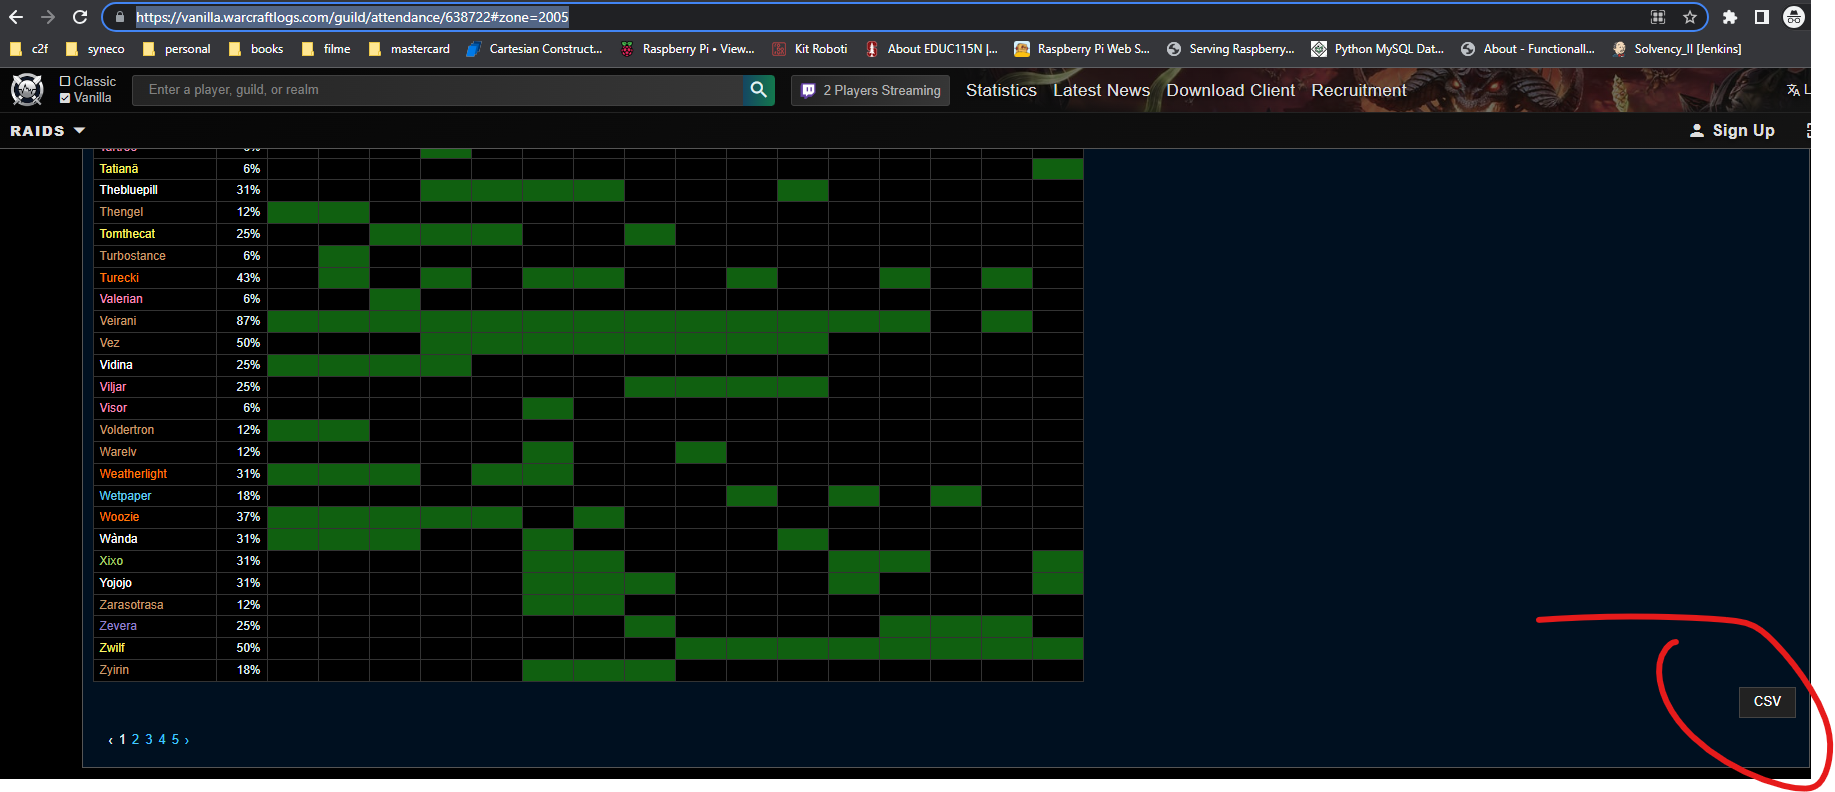 https://vanilla.warcraftlogs.com/guild/attendance/638722#zone=2005
c2f syneco personal books filme mastercard Cartesian Construct... Raspberry Pi • View... Kit Roboti About EDUC115N |... Raspberry Pi Web S... Serving Raspberry... Python MySQL Dat... About - Functionall... Solvency_II [Jenkins]
Classic
Vanilla
Enter a player, guild, or realm
2 Players Streaming
Statistics Latest News Download Client Recruitment
RAIDS
Sign Up
Tatianä 6%
Thebluepill 31%
Thengel 12%
Tomthecat 25%
Turbostance 6%
Turecki 43%
Valerian 6%
Veirani 87%
Vez 50%
Vidina 25%
Viljar 25%
Visor 6%
Voldertron 12%
Warelv 12%
Weatherlight 31%
Wetpaper 18%
Woozie 37%
Wànda 31%
Xixo 31%
Yojojo 31%
Zarasotrasa 12%
Zevera 25%
Zwilf 50%
Zyirin 18%
CSV
‹ 1 2 3 4 5 ›